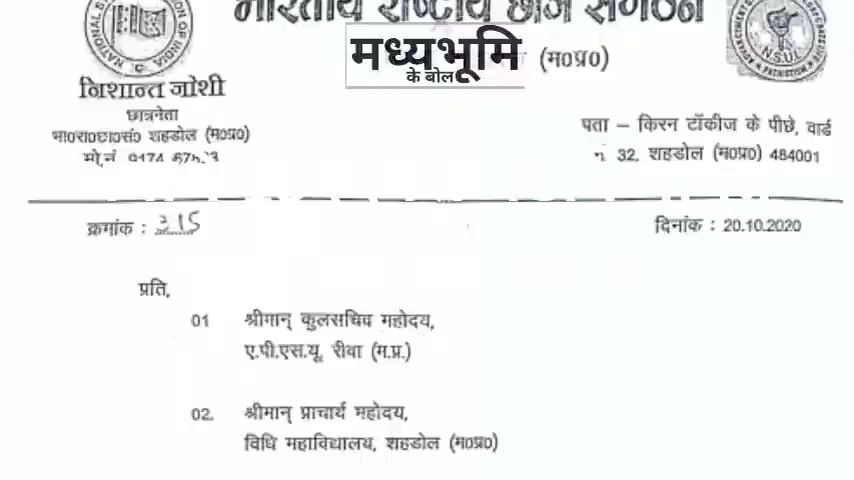 भारतीय राष्ट्रीय छात्र संगठन
मध्यभूमि
के बोल
(म0प्र0)
N.S.U.I.
निशान्त जोशी
छात्रनेता
भा0रा0छा0सं0 शहडोल (म0प्र0)
मो.नं.
पता – किरन टॉकीज के पीछे, वार्ड
32, शहडोल (म0प्र0) 484001
क्रमांक : 315
दिनांक : 20.10.2020
प्रति,
01 श्रीमान् कुलसचिव महोदय,
ए.पी.एस.यू. रीवा (म.प्र.)
02. श्रीमान् प्राचार्य महोदय,
विधि महाविद्यालय, शहडोल (म0प्र0)